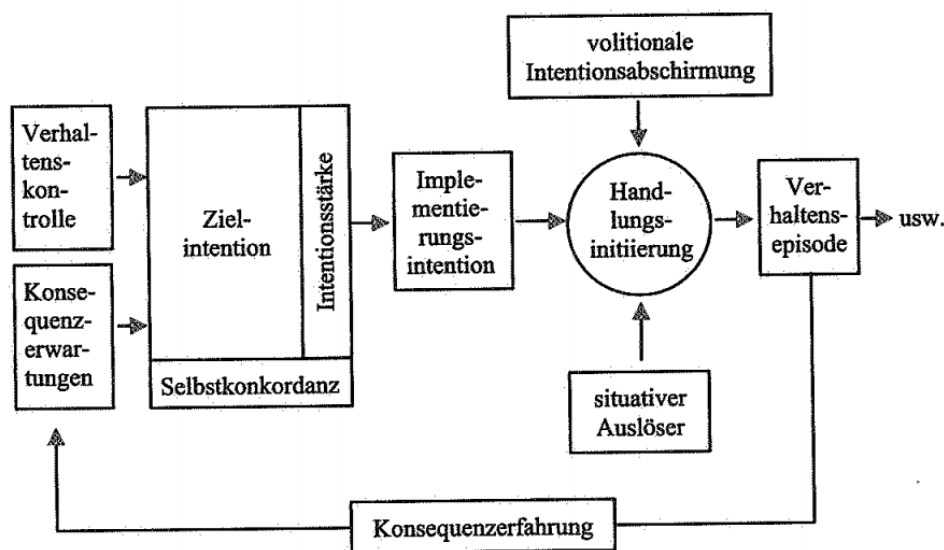 volitionale
Intentionsabschirmung
Verhal-
tens-
kon-
trolle
Konse-
quenz-
erwar-
tungen
Ziel-
intention
Intentionsstärke
Selbstkonkordanz
Imple-
mentie-
rungs-
intention
Hand-
lungs-
initiierung
situativer
Auslöser
Ver-
haltens-
episode
usw.
Konsequenzerfahrung